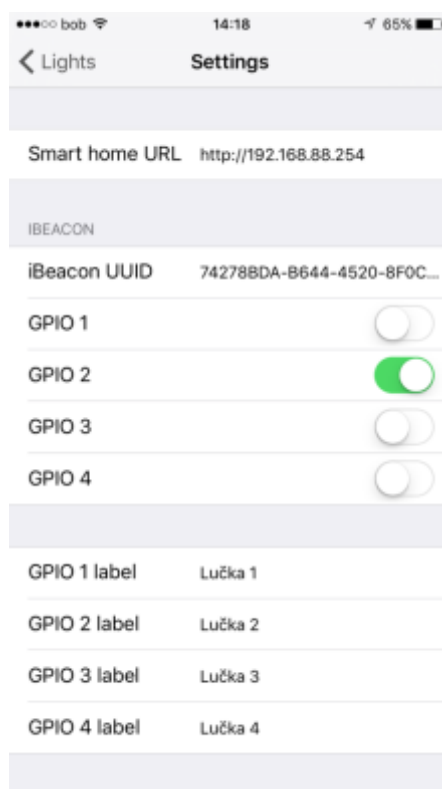 bob 14:18 65%
Lights Settings
Smart home URL http://192.168.88.254
IBEACON
iBeacon UUID 74278BDA-B644-4520-8F0C...
GPIO 1
GPIO 2
GPIO 3
GPIO 4
GPIO 1 label Lučka 1
GPIO 2 label Lučka 2
GPIO 3 label Lučka 3
GPIO 4 label Lučka 4